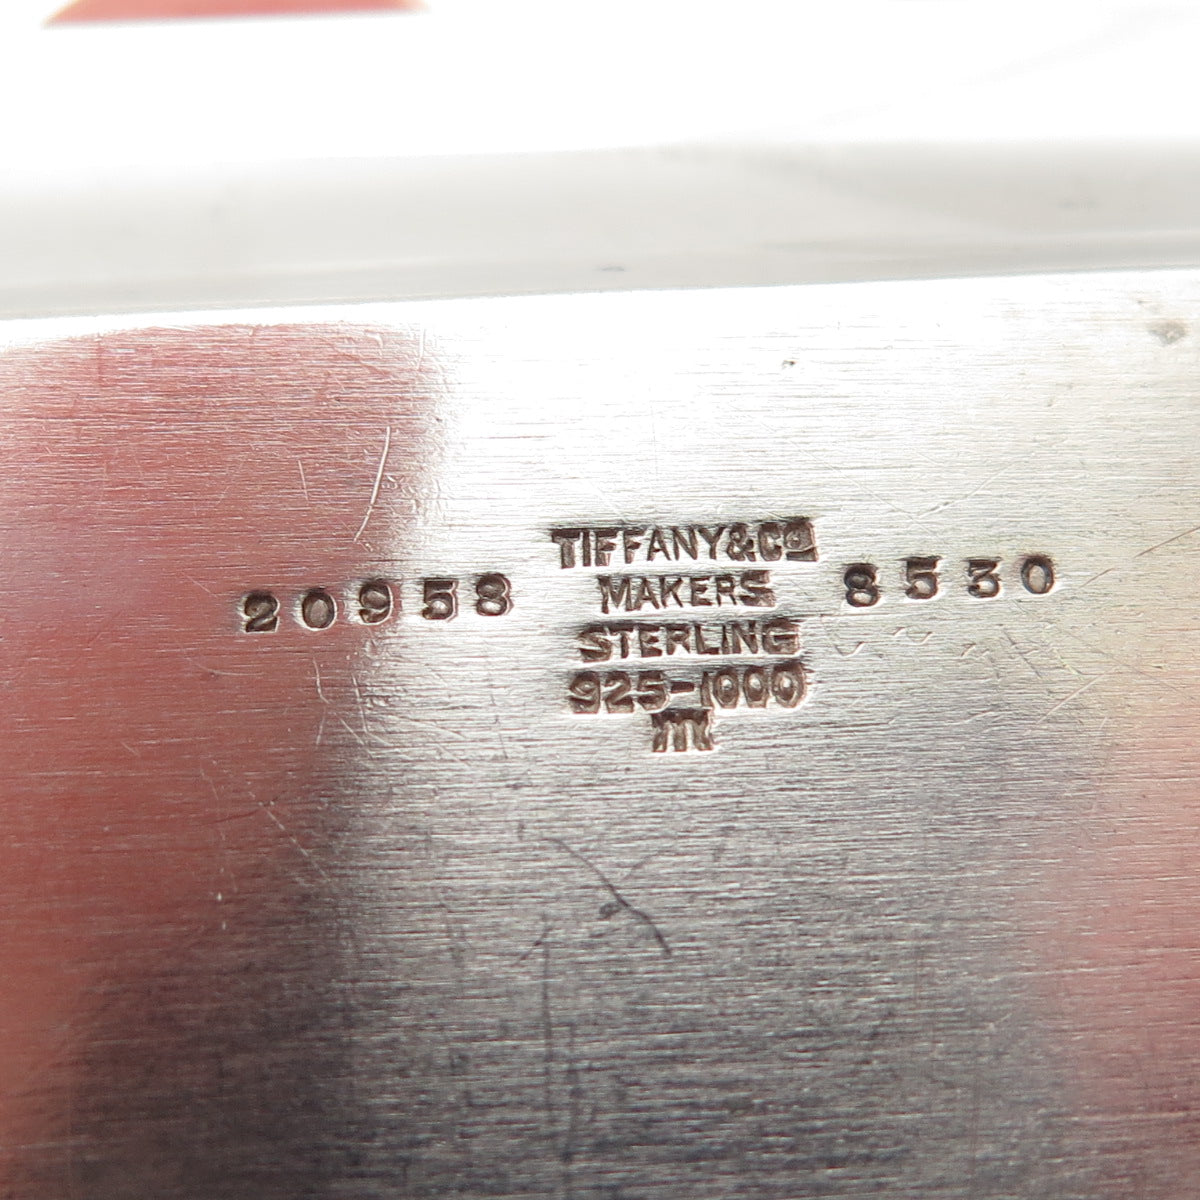 TIFFANY & Co
20958 MAKERS 8530
STERLING
925-1000
m